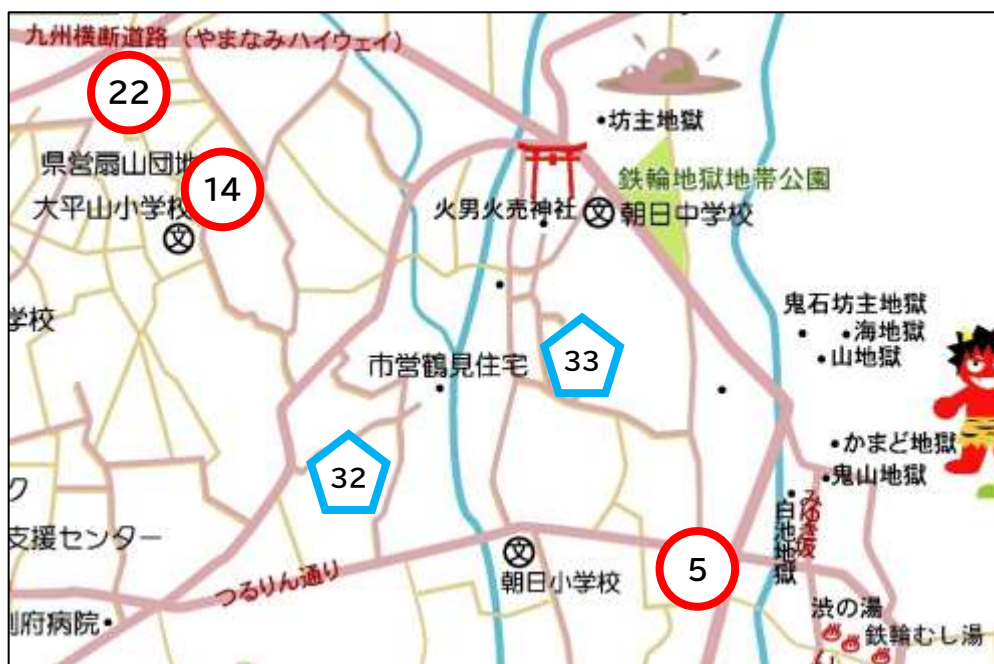 九州横断道路（やまなみハイウェイ）
22
坊主地獄
県営扇山団地
14
鉄輪地獄地帯公園
大平山小学校
火男火売神社
文
朝日中学校
文
鬼石坊主地獄
学校
海地獄
山地獄
33
市営鶴見住宅
かまど地獄
32
鬼山地獄
ク
みゆき坂
白池地獄
支援センター
文
5
つるりん通り
朝日小学校
渋の湯
府病院
鉄輪むし湯